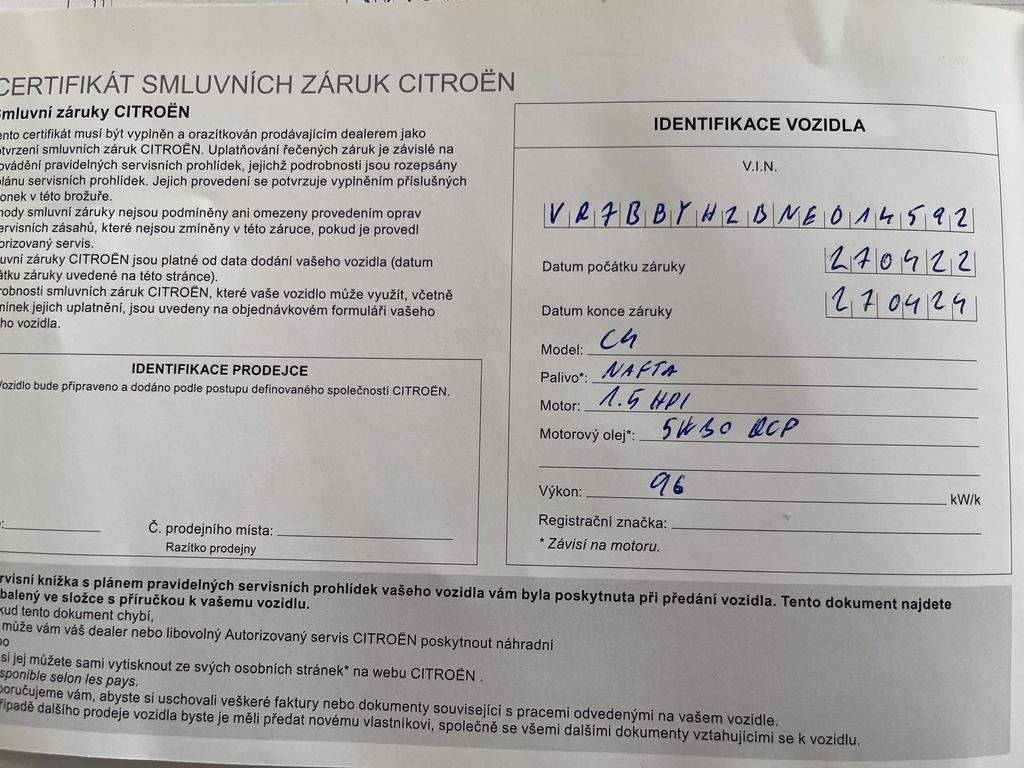 CERTIFIKÁT SMLUVNÍCH ZÁRUK CITROËN
Smluvní záruky CITROËN
ento certifikát musí být vyplněn a orazítkován prodávajícím dealerem jako
otvrzení smluvních záruk CITROËN. Uplatňování řečených záruk je závislé na
ovádění pravidelných servisních prohlídek, jejichž podrobnosti jsou rozepsány
plánu servisních prohlídek. Jejich provedení se potvrzuje vyplněním příslušných
onek v této brožuře.
hody smluvní záruky nejsou podmíněny ani omezeny provedením oprav
ervisních zásahů, které nejsou zmíněny v této záruce, pokud je provedl
orizovaný servis.
uvní záruky CITROËN jsou platné od data dodání vašeho vozidla (datum
átku záruky uvedené na této stránce).
robnosti smluvních záruk CITROËN, které vaše vozidlo může využít, včetně
mínek jejich uplatnění, jsou uvedeny na objednávkovém formuláři vašeho
ho vozidla.
IDENTIFIKACE PRODEJCE
Vozidlo bude připraveno a dodáno podle postupu definovaného společností CITROËN.
Č. prodejního místa:
Razítko prodejny
IDENTIFIKACE VOZIDLA
V.I.N.
VR7BBYHZBNE014592
Datum počátku záruky 270422
Datum konce záruky 270424
Model: C4
Palivo*: NAFTA
Motor: 1.5 HDI
Motorový olej*: 5W30 RCP
Výkon: 96 kW/k
Registrační značka:
* Závisí na motoru.
rvisní knížka s plánem pravidelných servisních prohlídek vašeho vozidla vám byla poskytnuta při předání vozidla. Tento dokument najdete
balený ve složce s příručkou k vašemu vozidlu.
kud tento dokument chybí,
může vám váš dealer nebo libovolný Autorizovaný servis CITROËN poskytnout náhradní
bo
si jej můžete sami vytisknout ze svých osobních stránek* na webu CITROËN .
sponible selon les pays.
poručujeme vám, abyste si uschovali veškeré faktury nebo dokumenty související s pracemi odvedenými na vašem vozidle.
řípadě dalšího prodeje vozidla byste je měli předat novému vlastníkovi, společně se všemi dalšími dokumenty vztahujícími se k vozidlu.